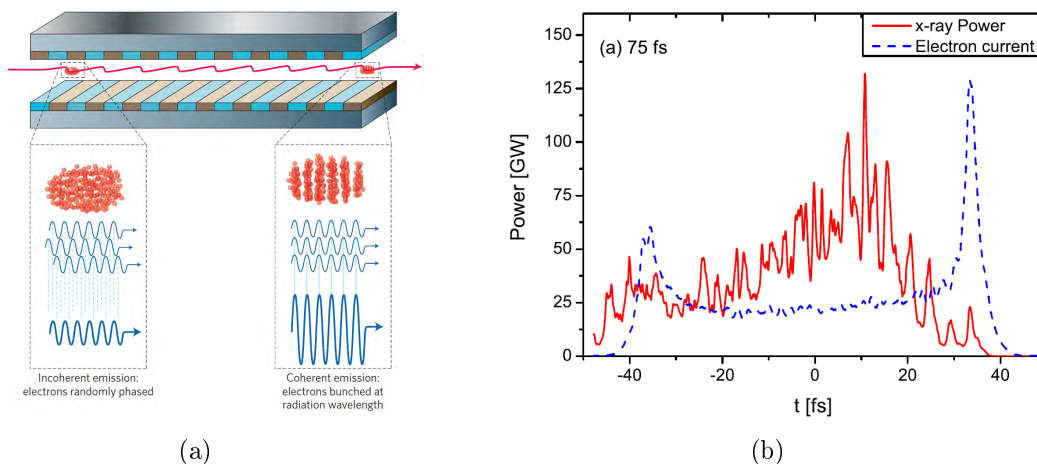 Incoherent emission:
electrons randomly phased
Coherent emission:
electrons bunched at
radiation wavelength
(a)
(a) 75 fs
x-ray Power
Electron current
Power [GW]
150
125
100
75
50
25
0
-40
-20
0
20
40
t [fs]
(b)